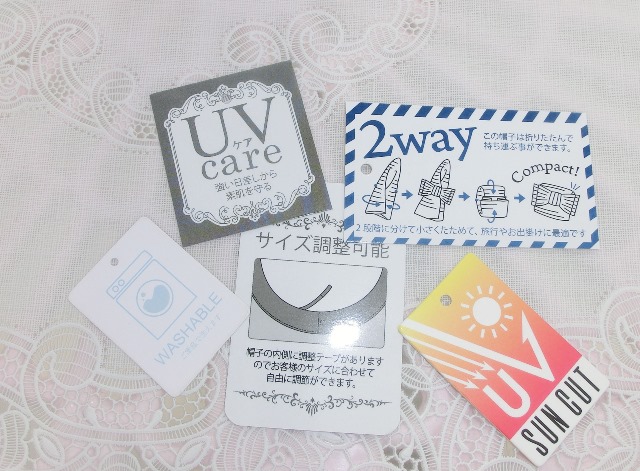 UV
ケア
care
強い日差しから
素肌を守る
2way
この帽子は折りたたんで
持ち運ぶ事ができます。
Compact!
2段階に分けて小さくたためて、旅行やお出掛けに最適です
サイズ調整可能
帽子の内側に調整テープがあります
のでお客様のサイズに合わせて
自由に調節ができます。
WASHABLE
UV
SUN CUT